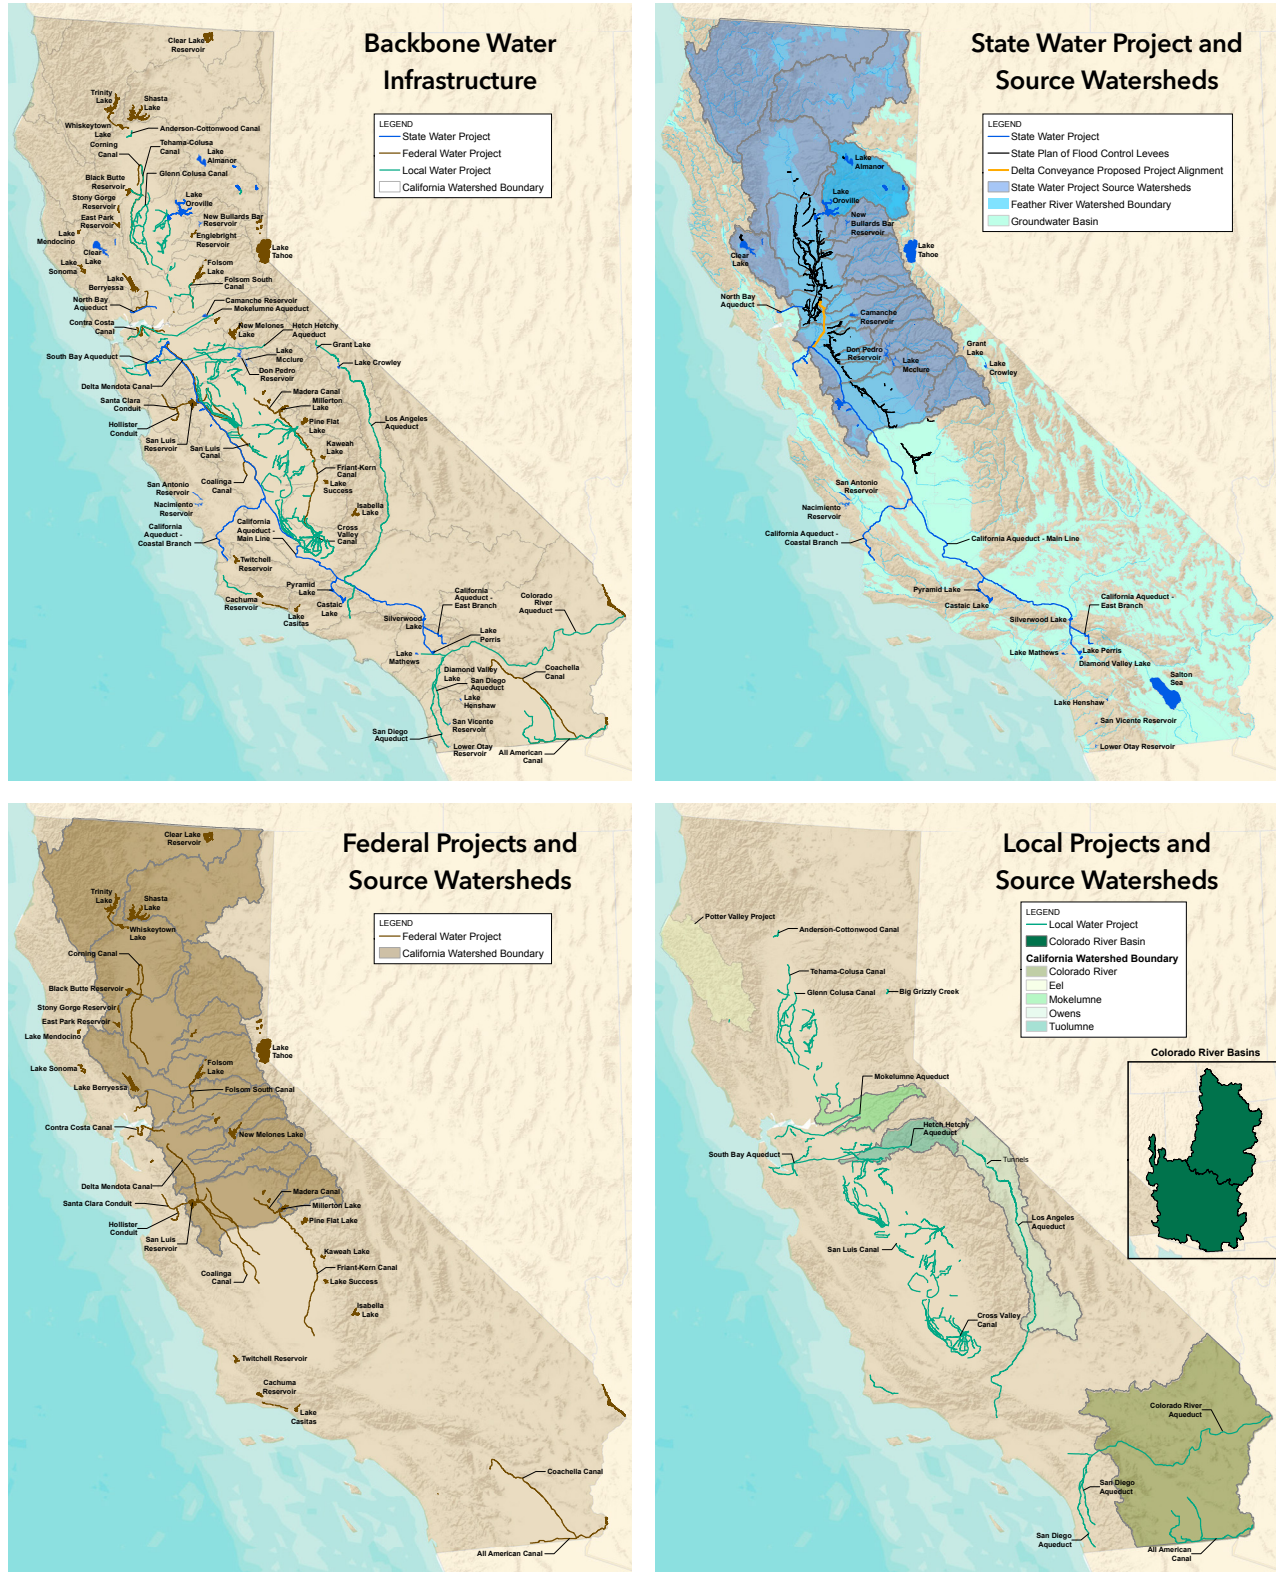 Backbone Water
Infrastructure
LEGEND
State Water Project
Federal Water Project
Local Water Project
California Watershed Boundary
Clear Lake
Reservoir
Trinity
Lake
Shasta
Lake
Whiskeytown
Lake
Anderson-Cottonwood Canal
Corning
Canal
Tehama-Colusa
Canal
Lake
Almanor
Glenn Colusa Canal
Black Butte
Reservoir
Stony Gorge
Reservoir
Lake
Oroville
East Park
Reservoir
New Bullards Bar
Reservoir
Lake
Mendocino
Englebright
Reservoir
Clear
Lake
Lake
Tahoe
Lake
Sonoma
Folsom
Lake
Lake
Berryessa
Folsom South
Canal
North Bay
Aqueduct
Camanche Reservoir
Mokelumne Aqueduct
Contra Costa
Canal
New Melones
Lake
Hetch Hetchy
Aqueduct
Grant Lake
South Bay Aqueduct
Lake
Mcclure
Lake Crowley
Don Pedro
Reservoir
Delta Mendota Canal
Madera Canal
Millerton
Lake
Santa Clara
Conduit
Hollister
Conduit
Pine Flat
Lake
Los Angeles
Aqueduct
San Luis
Reservoir
San Luis
Canal
Kaweah
Lake
Coalinga
Canal
Friant-Kern
Canal
Lake
Success
San Antonio
Reservoir
Nacimiento
Reservoir
Isabella
Lake
California
Aqueduct -
Coastal Branch
California
Aqueduct -
Main Line
Cross
Valley
Canal
Twitchell
Reservoir
Pyramid
Lake
Cachuma
Reservoir
Lake
Casitas
Castaic
Lake
California
Aqueduct -
East Branch
Colorado
River
Aqueduct
Silverwood
Lake
Lake
Perris
Lake
Mathews
Diamond Valley
Lake
San Diego
Aqueduct
Coachella
Canal
Lake
Henshaw
San Vicente
Reservoir
San Diego
Aqueduct
Lower Otay
Reservoir
All American
Canal
State Water Project and
Source Watersheds
LEGEND
State Water Project
State Plan of Flood Control Levees
Delta Conveyance Proposed Project Alignment
State Water Project Source Watersheds
Feather River Watershed Boundary
Groundwater Basin
Lake
Almanor
Lake
Oroville
New
Bullards Bar
Reservoir
Clear
Lake
Lake
Tahoe
North Bay
Aqueduct
Camanche
Reservoir
Don Pedro
Reservoir
Lake
Mcclure
Grant
Lake
Lake
Crowley
San Antonio
Reservoir
Nacimiento
Reservoir
California Aqueduct -
Coastal Branch
California Aqueduct - Main Line
Pyramid Lake
Castaic Lake
California Aqueduct -
East Branch
Silverwood Lake
Lake Mathews
Lake Perris
Diamond Valley Lake
Salton
Sea
Lake Henshaw
San Vicente Reservoir
Lower Otay Reservoir
Federal Projects and
Source Watersheds
LEGEND
Federal Water Project
California Watershed Boundary
Clear Lake
Reservoir
Trinity
Lake
Shasta
Lake
Whiskeytown
Lake
Corning Canal
Black Butte Reservoir
Stony Gorge Reservoir
East Park Reservoir
Lake Mendocino
Lake
Tahoe
Lake Sonoma
Folsom
Lake
Lake Berryessa
Folsom South Canal
Contra Costa Canal
New Melones Lake
Delta Mendota Canal
Madera Canal
Santa Clara Conduit
Millerton Lake
Hollister
Conduit
Pine Flat Lake
San Luis
Reservoir
Kaweah Lake
Coalinga
Canal
Friant-Kern Canal
Lake Success
Isabella
Lake
Twitchell Reservoir
Cachuma
Reservoir
Lake
Casitas
Coachella Canal
All American Canal
Local Projects and
Source Watersheds
LEGEND
Local Water Project
Colorado River Basin
California Watershed Boundary
Colorado River
Eel
Mokelumne
Owens
Tuolumne
Colorado River Basins
Potter Valley Project
Anderson-Cottonwood Canal
Tehama-Colusa Canal
Glenn Colusa Canal
Big Grizzly Creek
Mokelumne Aqueduct
Hetch Hetchy
Aqueduct
South Bay Aqueduct
Tunnels
Los Angeles
Aqueduct
San Luis Canal
Cross Valley
Canal
Colorado River
Aqueduct
San Diego
Aqueduct
San Diego
Aqueduct
All American
Canal